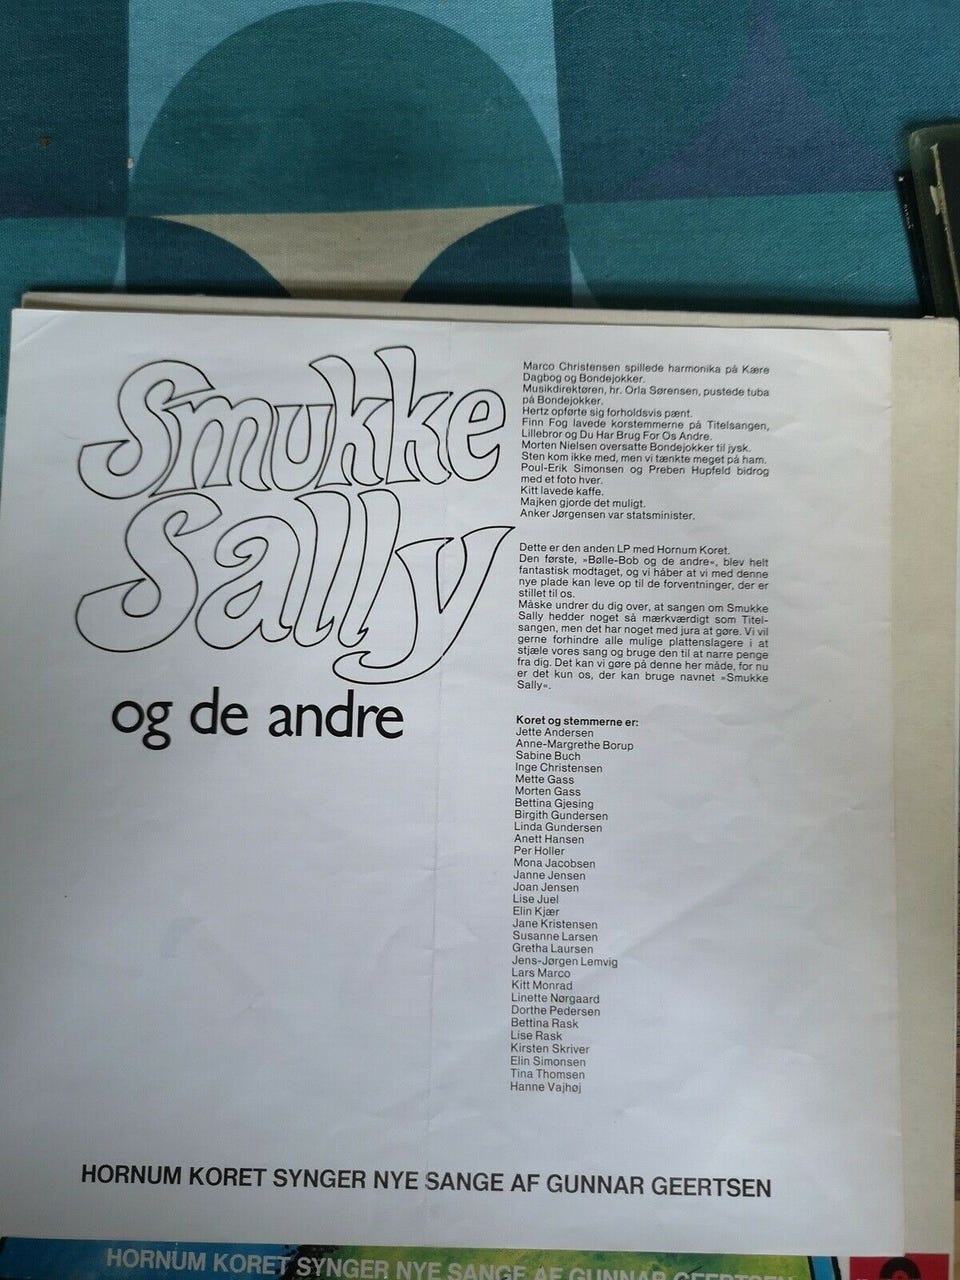 Smukke
Sally
og de andre
Marco Christensen spillede harmonika på Kære
Dagbog og Bondejokker.
Musikdirektøren, hr. Orla Sørensen, pustede tuba
på Bondejokker.
Hertz opførte sig forholdsvis pænt.
Finn Fog lavede korstemmerne på Titelsangen,
Lillebror og Du Har Brug For Os Andre.
Morten Nielsen oversatte Bondejokker til jysk.
Sten kom ikke med, men vi tænkte meget på ham.
Poul-Erik Simonsen og Preben Hupfeld bidrog
med et foto hver.
Kitt lavede kaffe.
Majken gjorde det muligt.
Anker Jørgensen var statsminister.
Dette er den anden LP med Hornum Koret.
Den første, »Bølle-Bob og de andre«, blev helt
fantastisk modtaget, og vi håber at vi med denne
nye plade kan leve op til de forventninger, der er
stillet til os.
Måske undrer du dig over, at sangen om Smukke
Sally hedder noget så mærkværdigt som Titel-
sangen, men det har noget med jura at gøre. Vi vil
gerne forhindre alle mulige plattenslagere i at
stjæle vores sang og bruge den til at narre penge
fra dig. Det kan vi gøre på denne her måde, for nu
er det kun os, der kan bruge navnet »Smukke
Sally«.
Koret og stemmerne er:
Jette Andersen
Anne-Margrethe Borup
Sabine Buch
Inge Christensen
Mette Gass
Morten Gass
Bettina Gjesing
Birgith Gundersen
Linda Gundersen
Anett Hansen
Per Holler
Mona Jacobsen
Janne Jensen
Joan Jensen
Lise Juel
Elin Kjær
Jane Kristensen
Susanne Larsen
Gretha Laursen
Jens-Jørgen Lemvig
Lars Marco
Kitt Monrad
Linette Nørgaard
Dorthe Pedersen
Bettina Rask
Lise Rask
Kirsten Skriver
Elin Simonsen
Tina Thomsen
Hanne Vajhøj
HORNUM KORET SYNGER NYE SANGE AF GUNNAR GEERTSEN
HORNUM KORET SYNGER NYE SANGE AF GUNNAR GEERTSEN